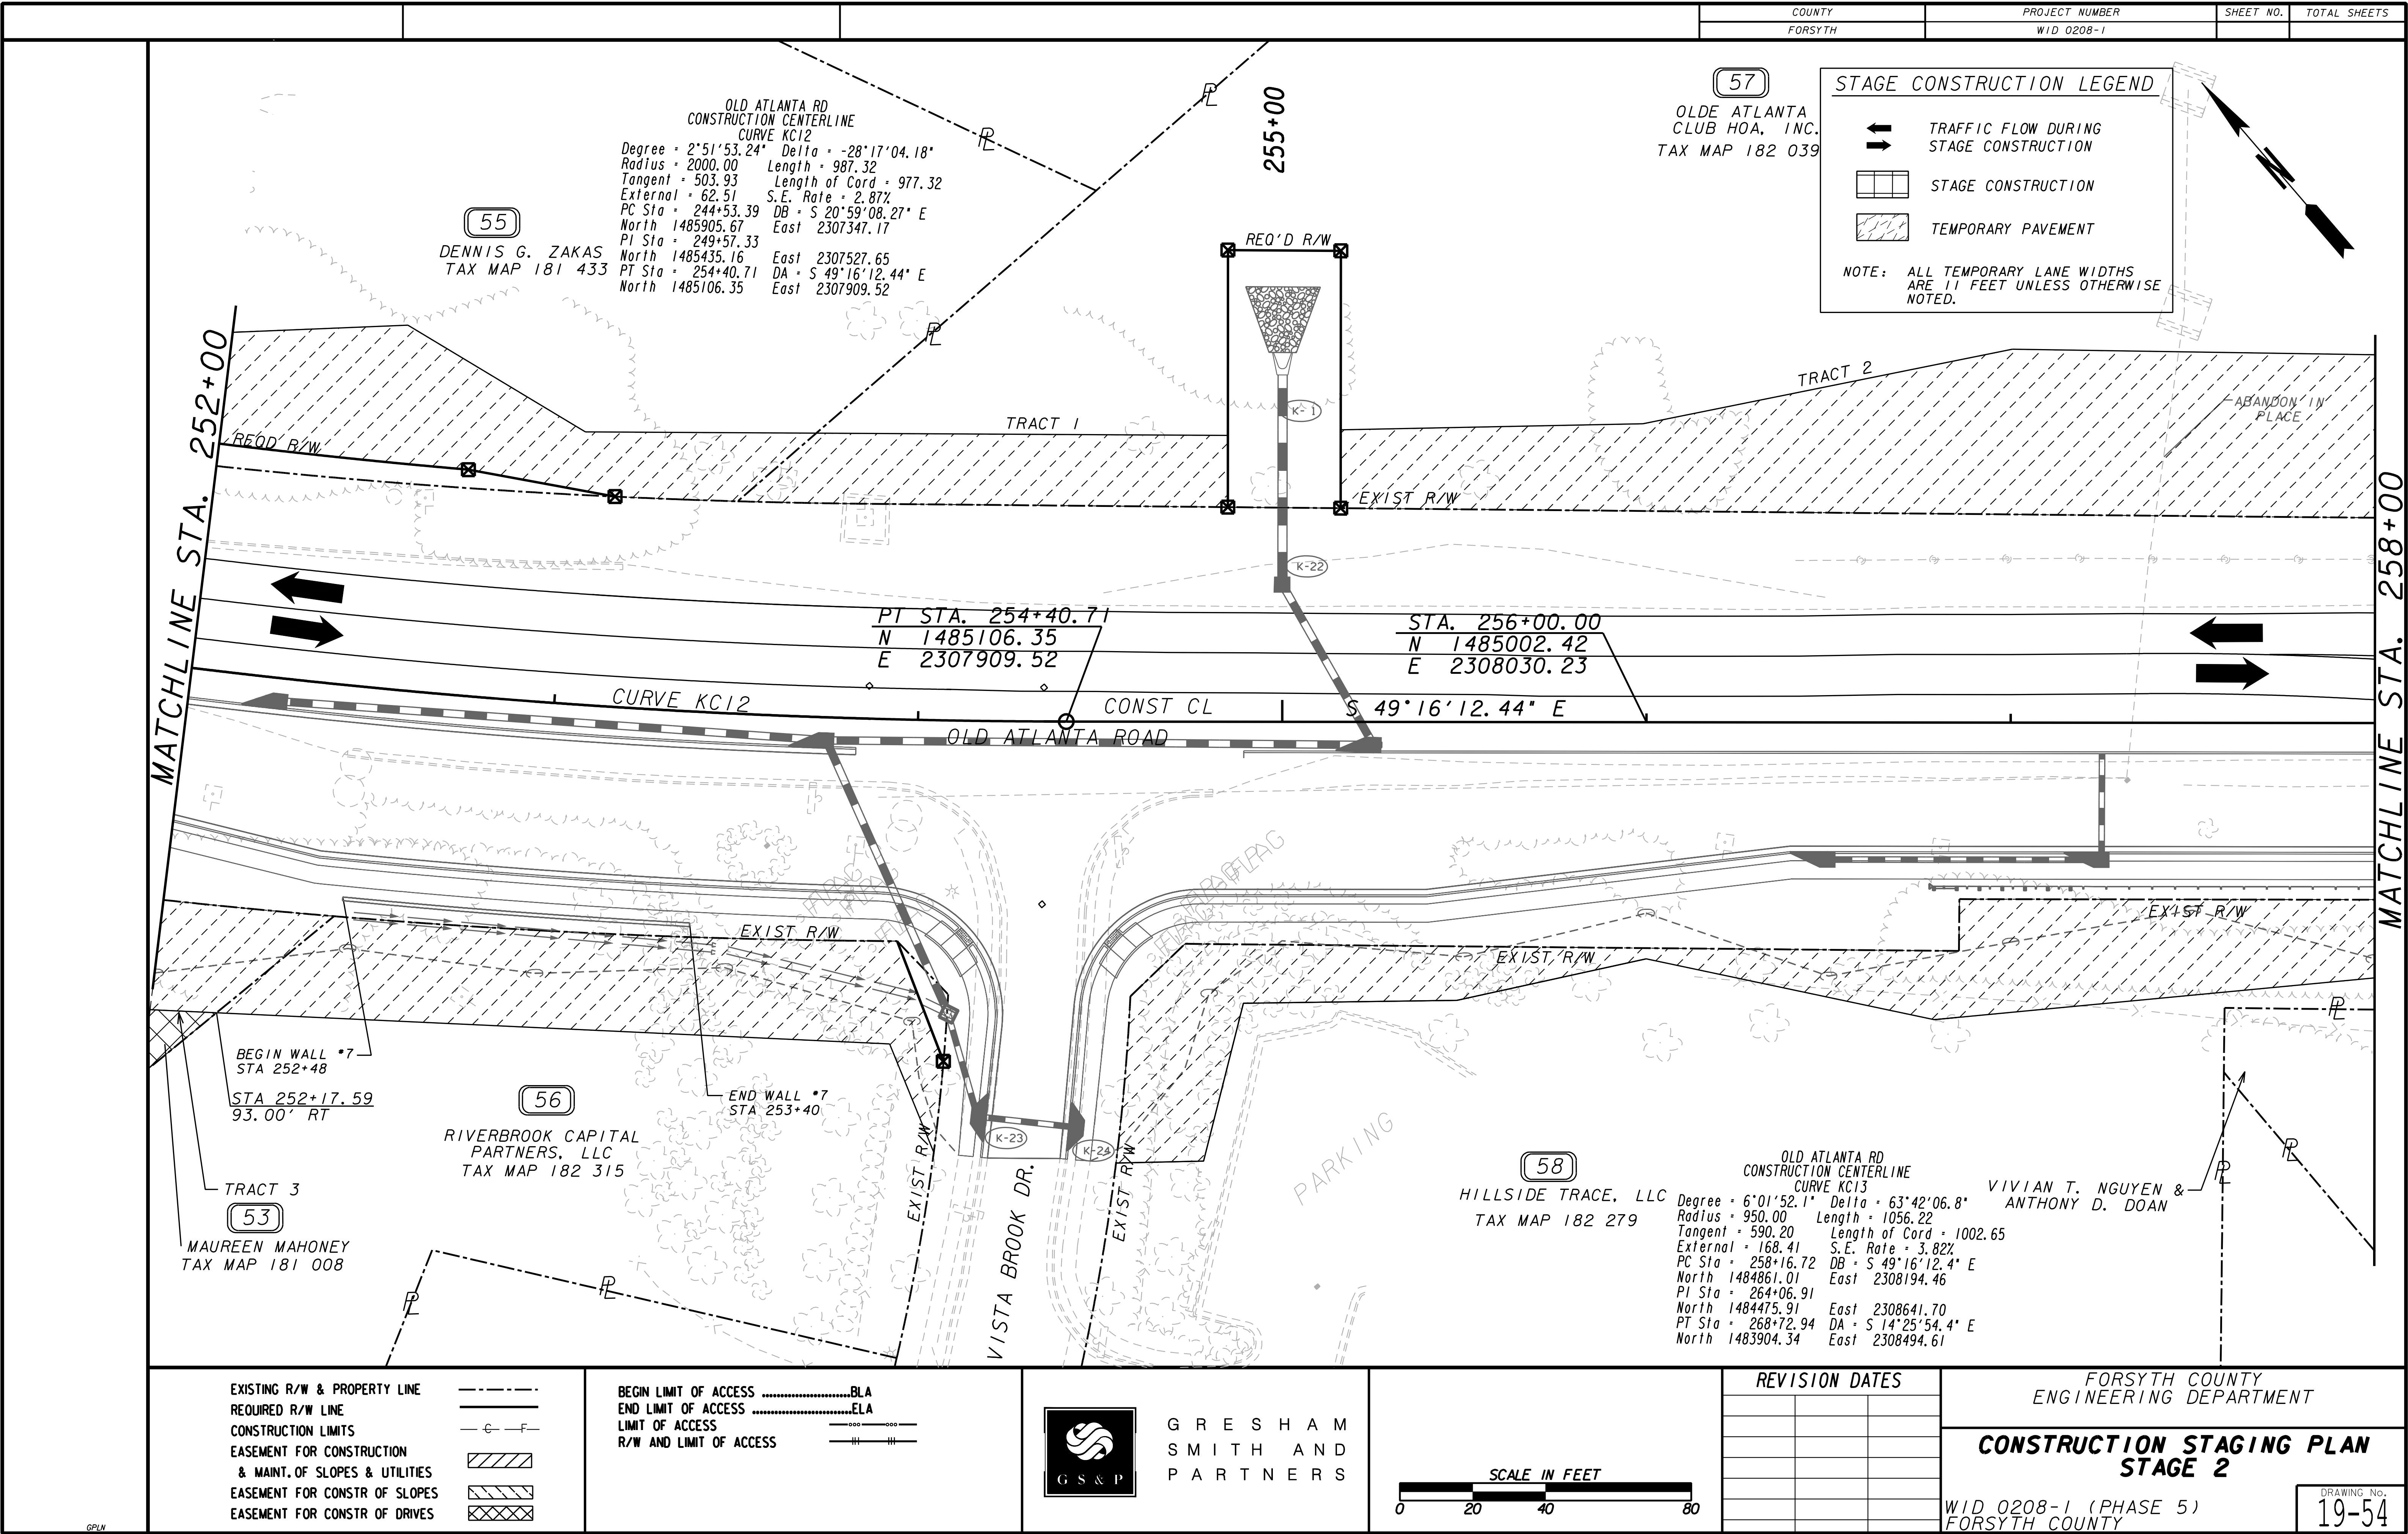 COUNTY
PROJECT NUMBER
SHEET NO.
TOTAL SHEETS
FORSYTH
WID 0208-1
OLD ATLANTA RD
CONSTRUCTION CENTERLINE
CURVE KC12
Degree = 2°51'53.24" Delta = -28°17'04.18"
Radius = 2000.00 Length = 987.32
Tangent = 503.93 Length of Cord = 977.32
External = 62.51 S.E. Rate = 2.87%
PC Sta = 244+53.39 DB = S 20°59'08.27" E
North 1485905.67 East 2307347.17
PI Sta = 249+57.33
North 1485435.16 East 2307527.65
PT Sta = 254+40.71 DA = S 49°16'12.44" E
North 1485106.35 East 2307909.52
55
DENNIS G. ZAKAS
TAX MAP 181 433
PL
PL
PL
255+00
57
OLDE ATLANTA
CLUB HOA, INC.
TAX MAP 182 039
STAGE CONSTRUCTION LEGEND
TRAFFIC FLOW DURING
STAGE CONSTRUCTION
STAGE CONSTRUCTION
TEMPORARY PAVEMENT
NOTE: ALL TEMPORARY LANE WIDTHS
ARE 11 FEET UNLESS OTHERWISE
NOTED.
N
REQ'D R/W
MATCHLINE STA. 252+00
REQD R/W
TRACT 1
K-1
TRACT 2
ABANDON IN
PLACE
EXIST R/W
K-22
MATCHLINE STA. 258+00
PT STA. 254+40.71
N 1485106.35
E 2307909.52
STA. 256+00.00
N 1485002.42
E 2308030.23
CURVE KC12
CONST CL
S 49°16'12.44" E
OLD ATLANTA ROAD
EXIST R/W
EXIST R/W
EXIST R/W
BEGIN WALL #7
STA 252+48
STA 252+17.59
93.00' RT
56
RIVERBROOK CAPITAL
PARTNERS, LLC
TAX MAP 182 315
END WALL #7
STA 253+40
TRACT 3
53
MAUREEN MAHONEY
TAX MAP 181 008
K-23
K-24
EXIST R/W
EXIST R/W
VISTA BROOK DR.
PARKING
58
HILLSIDE TRACE, LLC
TAX MAP 182 279
OLD ATLANTA RD
CONSTRUCTION CENTERLINE
CURVE KC13
Degree = 6°01'52.1" Delta = 63°42'06.8"
Radius = 950.00 Length = 1056.22
Tangent = 590.20 Length of Cord = 1002.65
External = 168.41 S.E. Rate = 3.82%
PC Sta = 258+16.72 DB = S 49°16'12.4" E
North 1484861.01 East 2308194.46
PI Sta = 264+06.91
North 1484475.91 East 2308641.70
PT Sta = 268+72.94 DA = S 14°25'54.4" E
North 1483904.34 East 2308494.61
VIVIAN T. NGUYEN &
ANTHONY D. DOAN
PL
PL
PL
PL
PL
EXISTING R/W & PROPERTY LINE
REQUIRED R/W LINE
CONSTRUCTION LIMITS
C F
EASEMENT FOR CONSTRUCTION
& MAINT. OF SLOPES & UTILITIES
EASEMENT FOR CONSTR OF SLOPES
EASEMENT FOR CONSTR OF DRIVES
GPLN
BEGIN LIMIT OF ACCESS ........................BLA
END LIMIT OF ACCESS ..........................ELA
LIMIT OF ACCESS
R/W AND LIMIT OF ACCESS
GS&P
GRESHAM
SMITH AND
PARTNERS
SCALE IN FEET
0 20 40 80
REVISION DATES
FORSYTH COUNTY
ENGINEERING DEPARTMENT
CONSTRUCTION STAGING PLAN
STAGE 2
WID 0208-1 (PHASE 5)
FORSYTH COUNTY
DRAWING No.
19-54